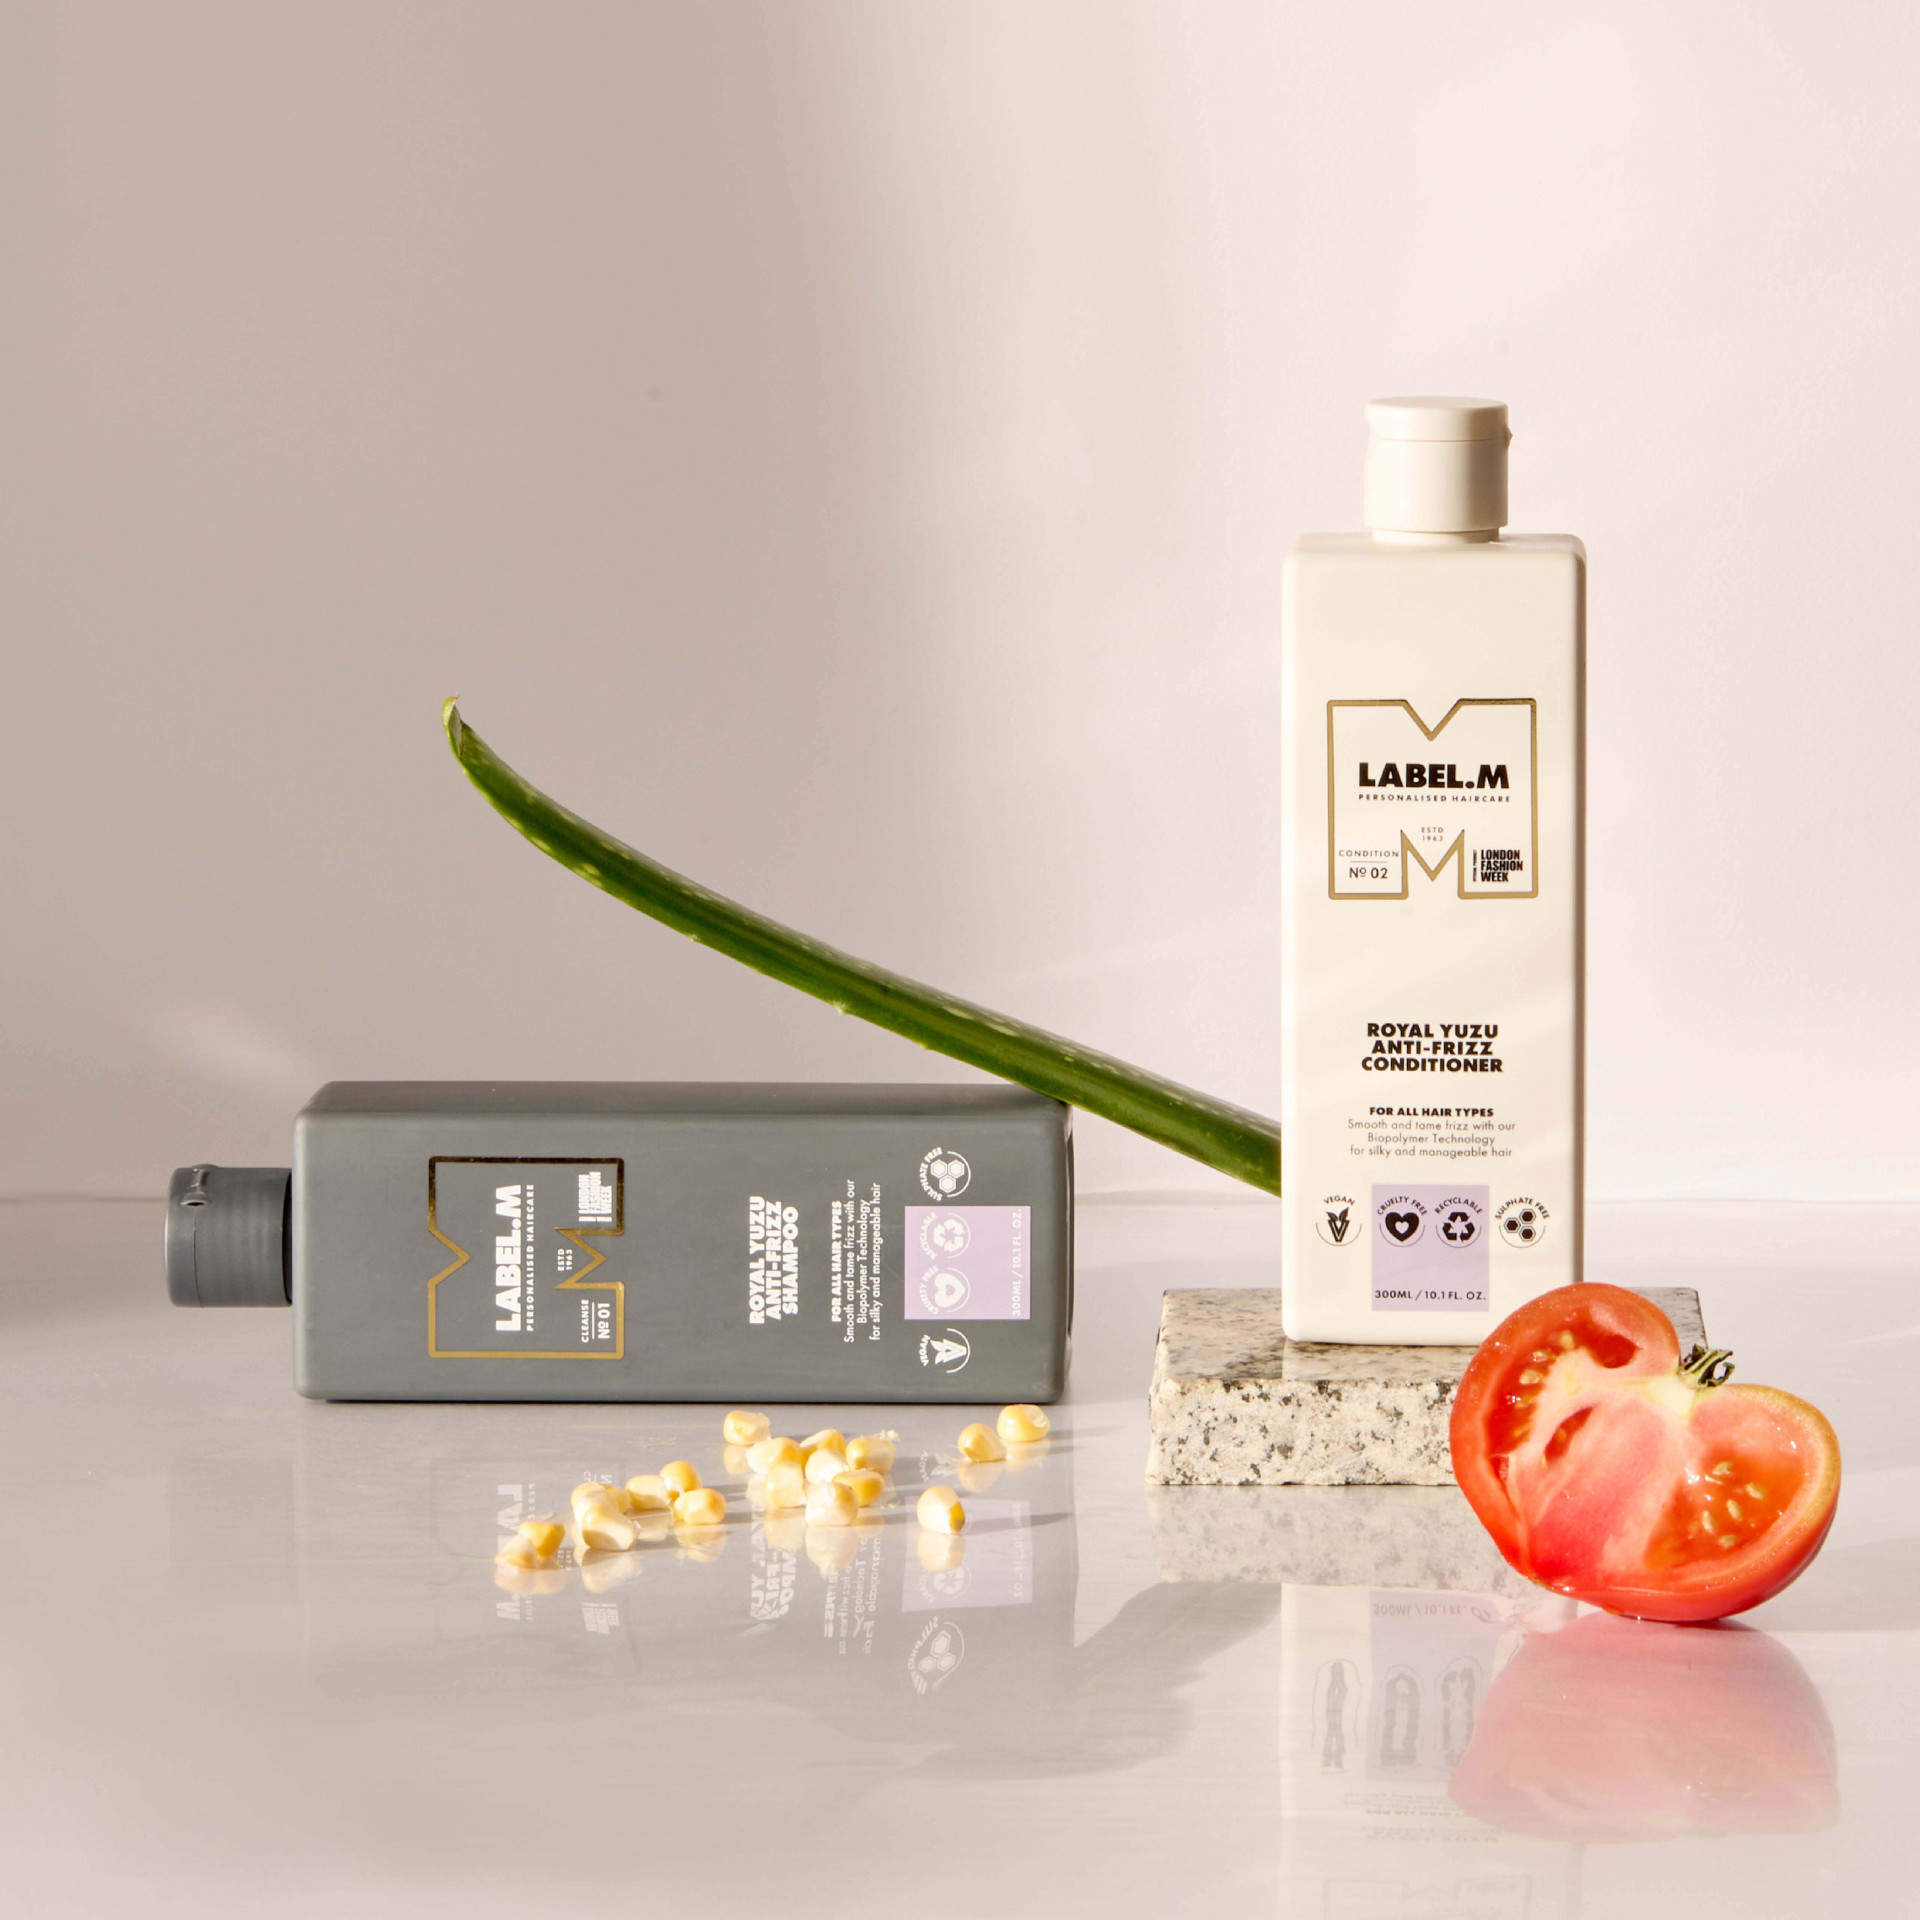 LABEL.M
PERSONALISED HAIRCARE
ESTD
1963
CLEANSE
Nº 01
LONDON
FASHION
WEEK
ROYAL YUZU
ANTI-FRIZZ
SHAMPOO
FOR ALL HAIR TYPES
Smooth and tame frizz with our
Biopolymer Technology
for silky and manageable hair
VEGAN
CRUELTY FREE
RECYCLABLE
SULPHATE FREE
300ML / 10.1 FL. OZ.
LABEL.M
PERSONALISED HAIRCARE
ESTD
1963
CONDITION
Nº 02
LONDON
FASHION
WEEK
ROYAL YUZU
ANTI-FRIZZ
CONDITIONER
FOR ALL HAIR TYPES
Smooth and tame frizz with our
Biopolymer Technology
for silky and manageable hair
VEGAN
CRUELTY FREE
RECYCLABLE
SULPHATE FREE
300ML / 10.1 FL. OZ.